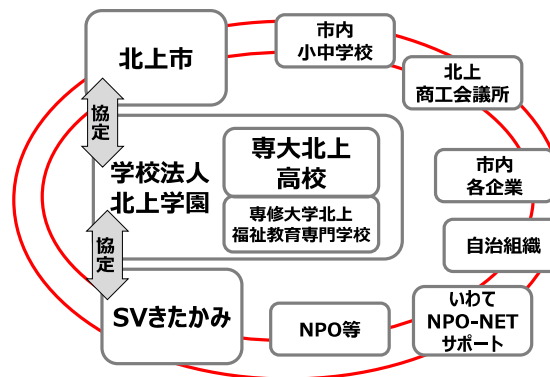 北上市
市内
小中学校
北上
商工会議所
協定
学校法人
北上学園
専大北上
高校
専修大学北上
福祉教育専門学校
市内
各企業
自治組織
協定
SVきたかみ
NPO等
いわて
NPO-NET
サポート